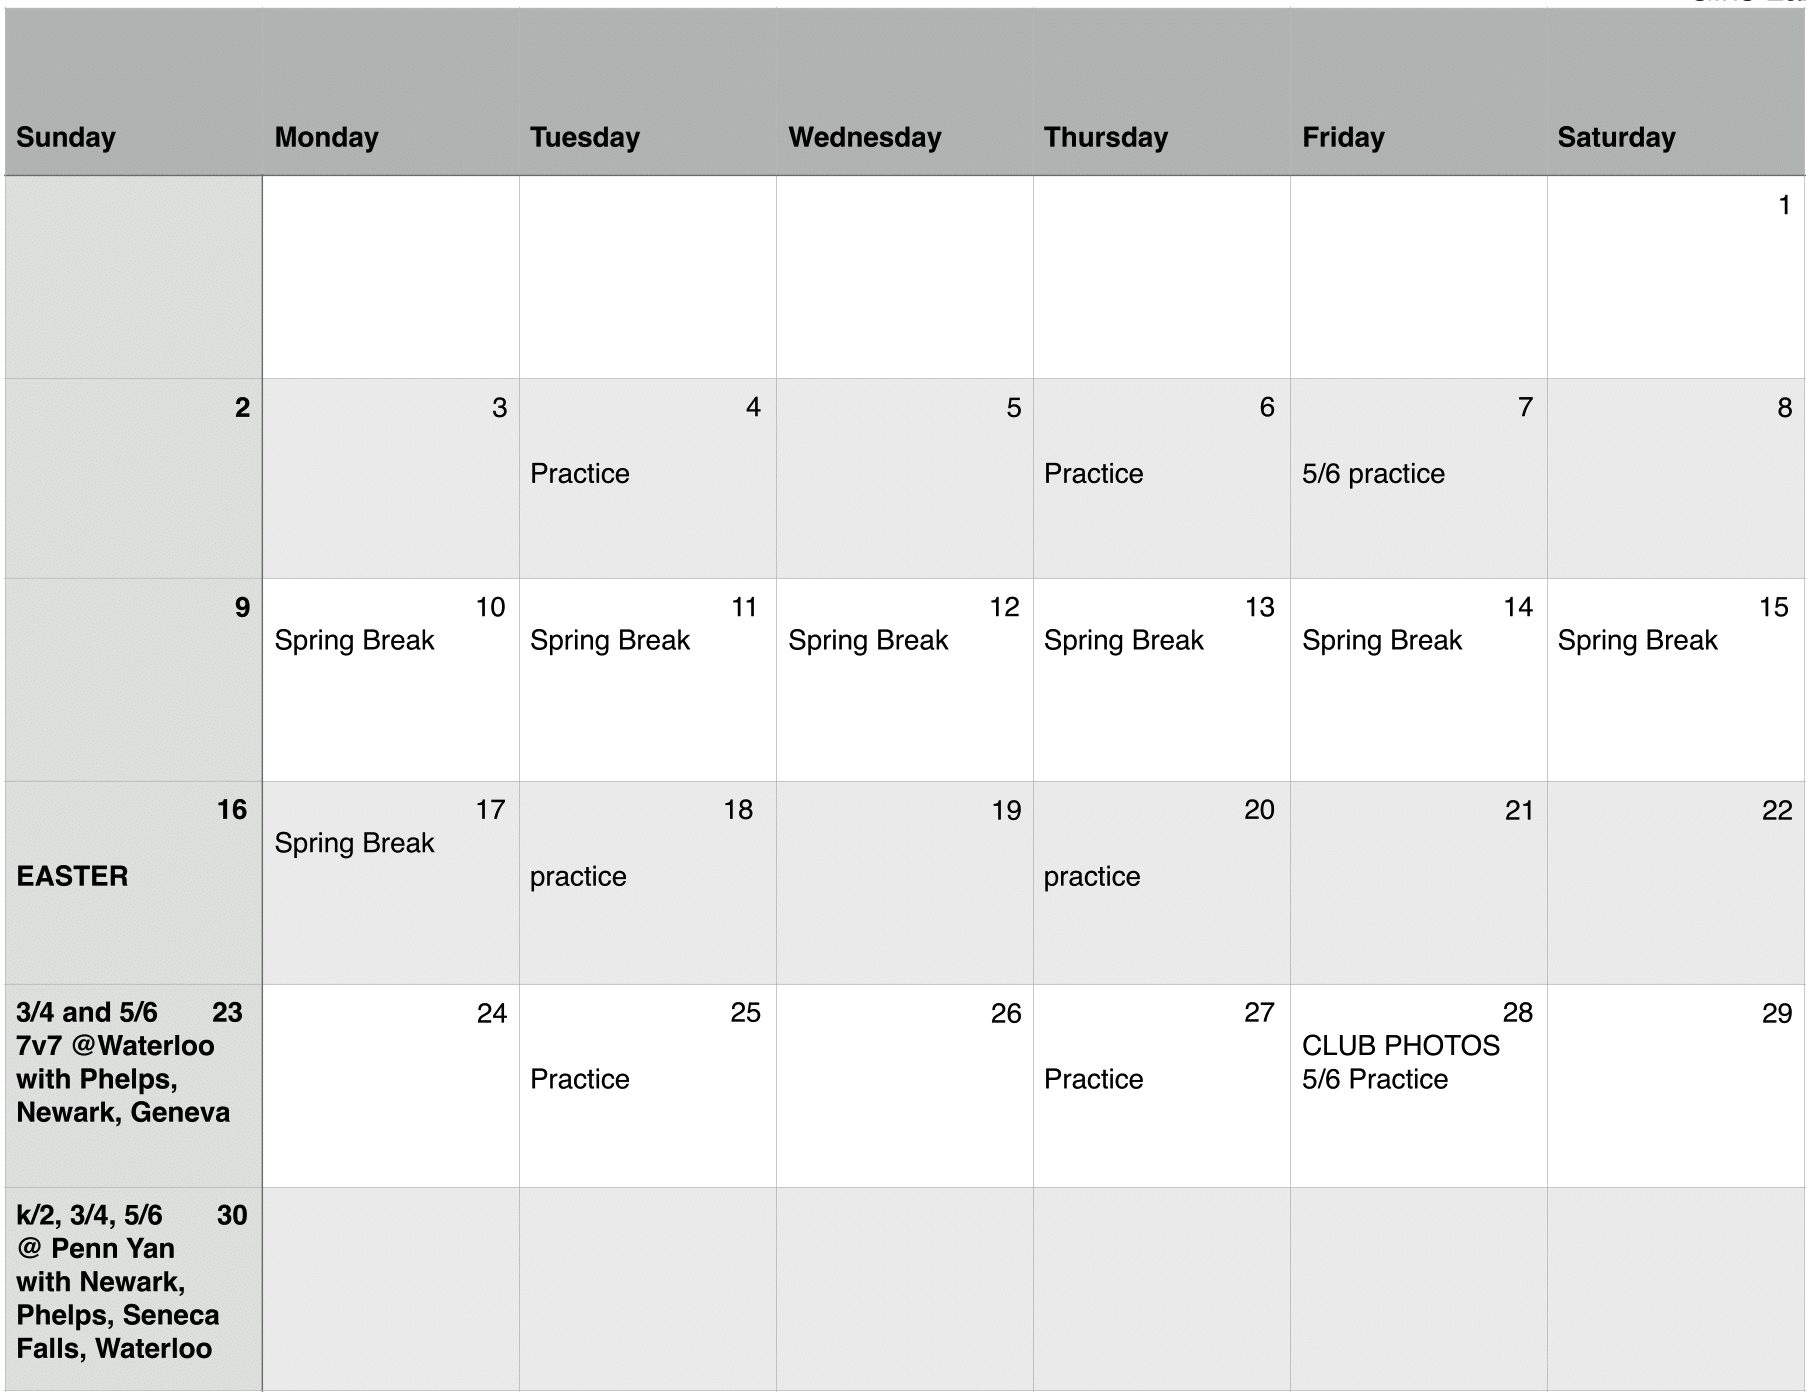 Sunday Monday Tuesday Wednesday Thursday Friday Saturday
1
2 3 4 5 6 7 8
Practice Practice 5/6 practice
9 10 11 12 13 14 15
Spring Break Spring Break Spring Break Spring Break Spring Break Spring Break
16 17 18 19 20 21 22
Spring Break
EASTER practice practice
3/4 and 5/6 23 24 25 26 27 28 29
7v7 @Waterloo CLUB PHOTOS
with Phelps, Practice Practice 5/6 Practice
Newark, Geneva
k/2, 3/4, 5/6 30
@ Penn Yan
with Newark,
Phelps, Seneca
Falls, Waterloo